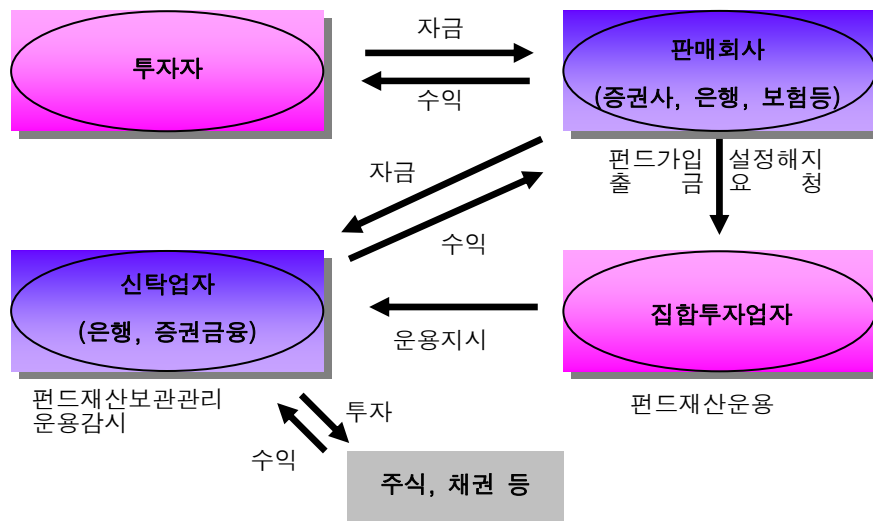 투자자
자금
수익
판매회사
(증권사, 은행, 보험등)
자금
수익
펀드가입
출 금
설정해지
요 청
신탁업자
(은행, 증권금융)
운용지시
집합투자업자
펀드재산보관관리
운용감시
펀드재산운용
투자
수익
주식, 채권 등